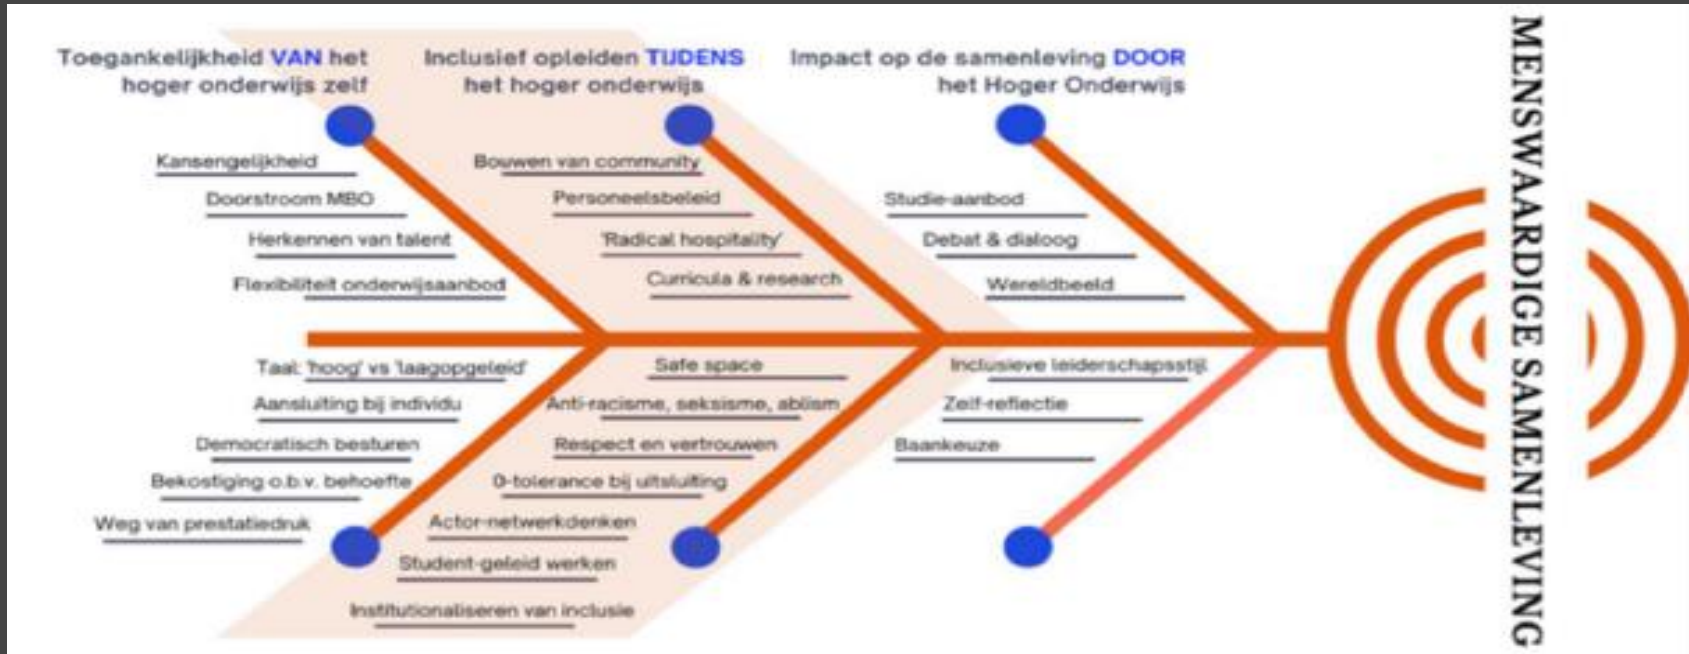 Toegankelijkheid VAN het
hoger onderwijs zelf
Kansengelijkheid
Doorstroom MBO
Herkennen van talent
Flexibiliteit onderwijsaanbod
Taal: 'hoog' vs 'laagopgeleid'
Aansluiting bij individu
Democratisch besturen
Bekostiging o.b.v. behoefte
Weg van prestatiedruk
Inclusief opleiden TIJDENS
het hoger onderwijs
Bouwen van community
Personeelsbeleid
'Radical hospitality'
Curricula & research
Safe space
Anti-racisme, seksisme, ablism
Respect en vertrouwen
0-tolerance bij uitsluiting
Actor-netwerkdenken
Student-geleid werken
Institutionaliseren van inclusie
Impact op de samenleving DOOR
het Hoger Onderwijs
Studie-aanbod
Debat & dialoog
Wereldbeeld
Inclusieve leiderschapsstijl
Zelf-reflectie
Baankeuze
MENSWAARDIGE SAMENLEVING